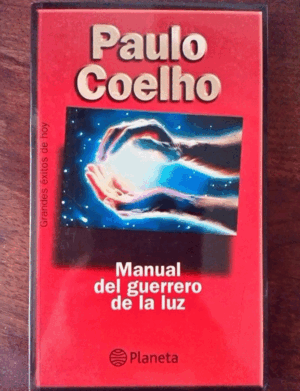 Paulo
Coelho
Grandes éxitos de hoy
Manual
del guerrero
de la luz
Planeta